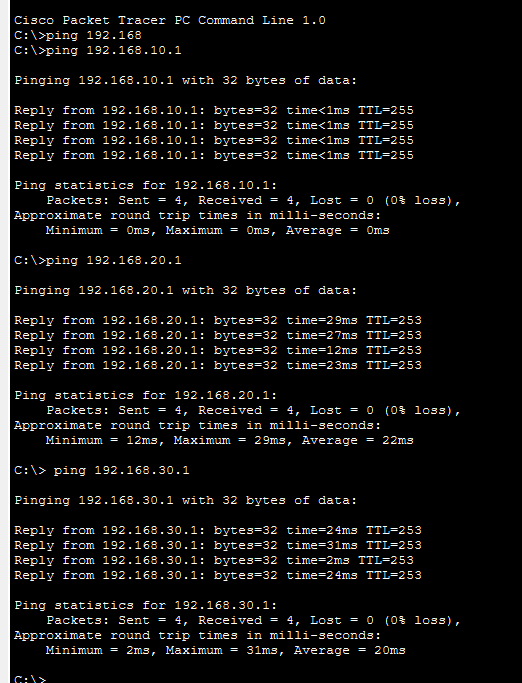 Cisco Packet Tracer PC Command Line 1.0
C:\>ping 192.168
C:\>ping 192.168.10.1
Pinging 192.168.10.1 with 32 bytes of data:
Reply from 192.168.10.1: bytes=32 time<1ms TTL=255
Reply from 192.168.10.1: bytes=32 time<1ms TTL=255
Reply from 192.168.10.1: bytes=32 time<1ms TTL=255
Reply from 192.168.10.1: bytes=32 time<1ms TTL=255
Ping statistics for 192.168.10.1:
    Packets: Sent = 4, Received = 4, Lost = 0 (0% loss),
Approximate round trip times in milli-seconds:
    Minimum = 0ms, Maximum = 0ms, Average = 0ms
C:\>ping 192.168.20.1
Pinging 192.168.20.1 with 32 bytes of data:
Reply from 192.168.20.1: bytes=32 time=29ms TTL=253
Reply from 192.168.20.1: bytes=32 time=27ms TTL=253
Reply from 192.168.20.1: bytes=32 time=12ms TTL=253
Reply from 192.168.20.1: bytes=32 time=23ms TTL=253
Ping statistics for 192.168.20.1:
    Packets: Sent = 4, Received = 4, Lost = 0 (0% loss),
Approximate round trip times in milli-seconds:
    Minimum = 12ms, Maximum = 29ms, Average = 22ms
C:\> ping 192.168.30.1
Pinging 192.168.30.1 with 32 bytes of data:
Reply from 192.168.30.1: bytes=32 time=24ms TTL=253
Reply from 192.168.30.1: bytes=32 time=31ms TTL=253
Reply from 192.168.30.1: bytes=32 time=2ms TTL=253
Reply from 192.168.30.1: bytes=32 time=24ms TTL=253
Ping statistics for 192.168.30.1:
    Packets: Sent = 4, Received = 4, Lost = 0 (0% loss),
Approximate round trip times in milli-seconds:
    Minimum = 2ms, Maximum = 31ms, Average = 20ms
C:\>